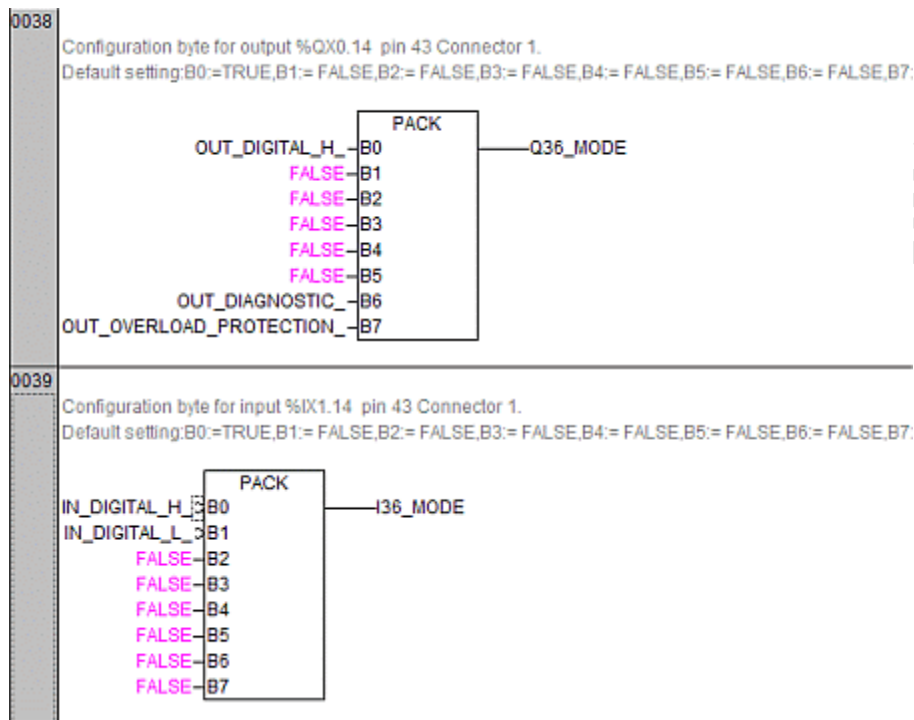 0038
Configuration byte for output %QX0.14 pin 43 Connector 1.
Default setting:B0:=TRUE,B1:= FALSE,B2:= FALSE,B3:= FALSE,B4:= FALSE,B5:= FALSE,B6:= FALSE,B7:
PACK
OUT_DIGITAL_H_ B0 Q36_MODE
FALSE B1
FALSE B2
FALSE B3
FALSE B4
FALSE B5
OUT_DIAGNOSTIC_ B6
OUT_OVERLOAD_PROTECTION_ B7
0039
Configuration byte for input %IX1.14 pin 43 Connector 1.
Default setting:B0:=TRUE,B1:= FALSE,B2:= FALSE,B3:= FALSE,B4:= FALSE,B5:= FALSE,B6:= FALSE,B7:
PACK
IN_DIGITAL_H_ B0 I36_MODE
IN_DIGITAL_L_ B1
FALSE B2
FALSE B3
FALSE B4
FALSE B5
FALSE B6
FALSE B7